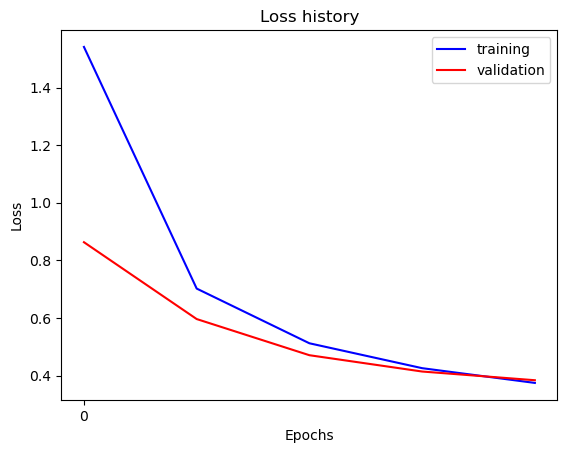 Loss history
training
validation
1.4
1.2
1.0
0.8
0.6
0.4
Loss
0
Epochs